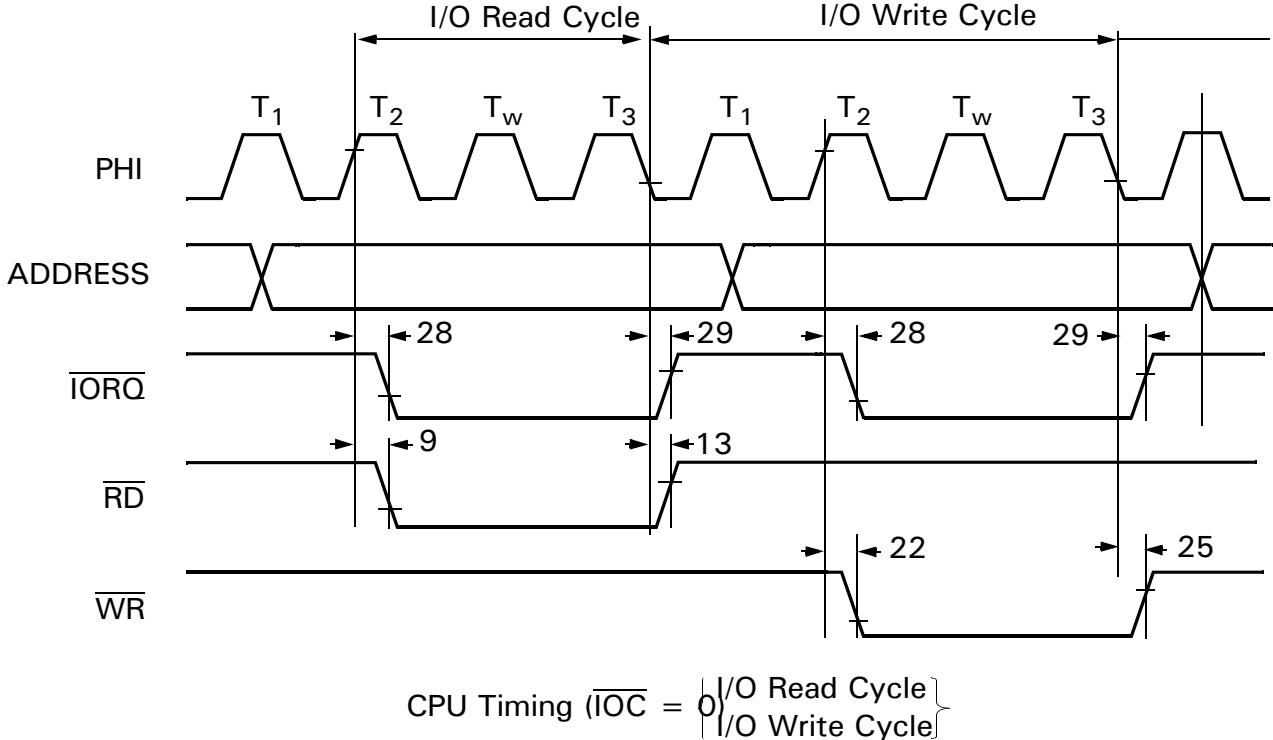 I/O Read Cycle I/O Write Cycle
T1 T2 Tw T3 T1 T2 Tw T3
PHI
ADDRESS
28 29 28 29
IORQ
9 13
RD
22 25
WR
CPU Timing (IOC = 0)
I/O Read Cycle
I/O Write Cycle